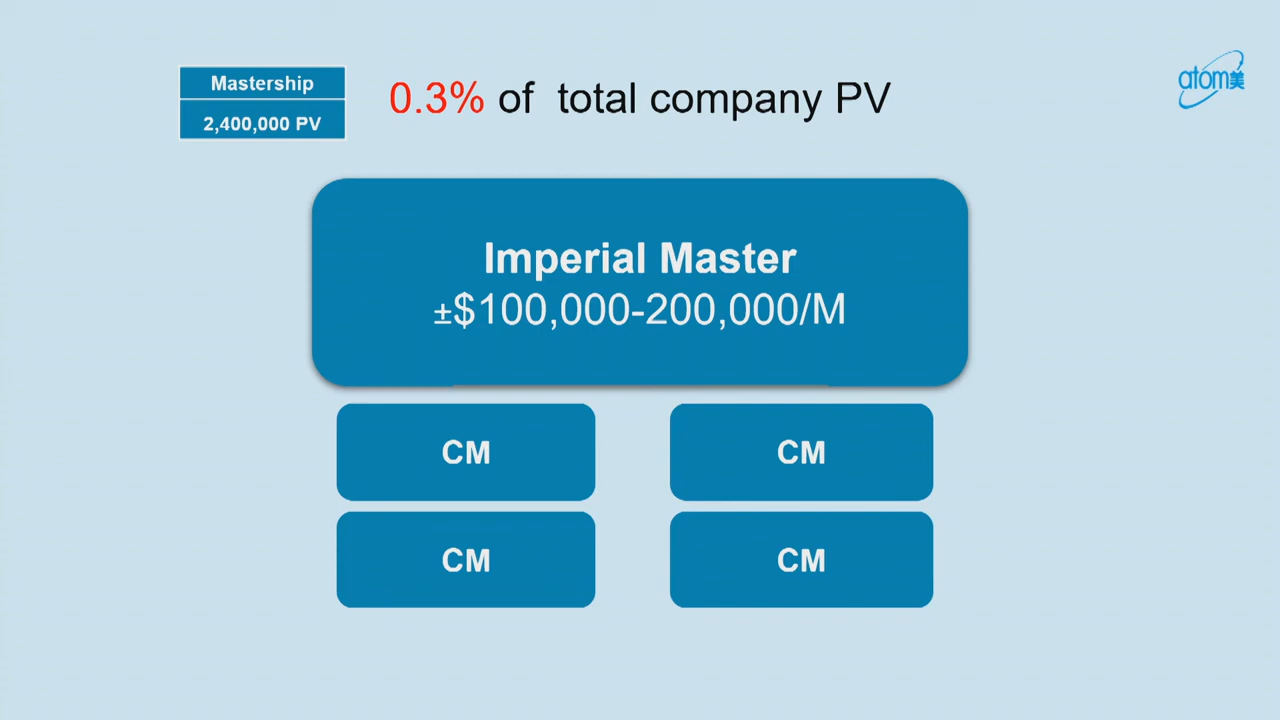 Mastership
2,400,000 PV
0.3% of total company PV
atom美
Imperial Master
±$100,000-200,000/M
CM
CM
CM
CM